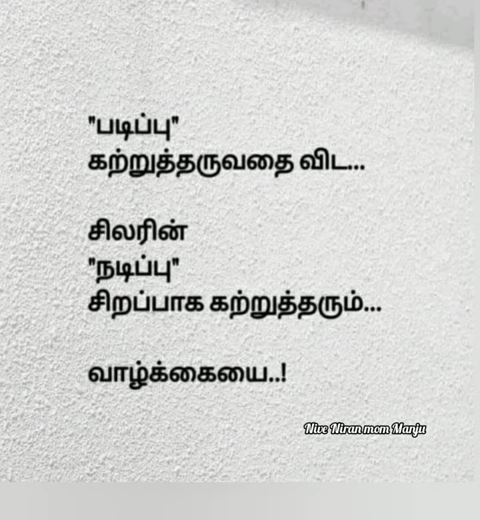 "படிப்பு"
கற்றுத்தருவதை விட...
சிலரின்
"நடிப்பு"
சிறப்பாக கற்றுத்தரும்...
வாழ்க்கையை..!
Nive Niran mom Manju